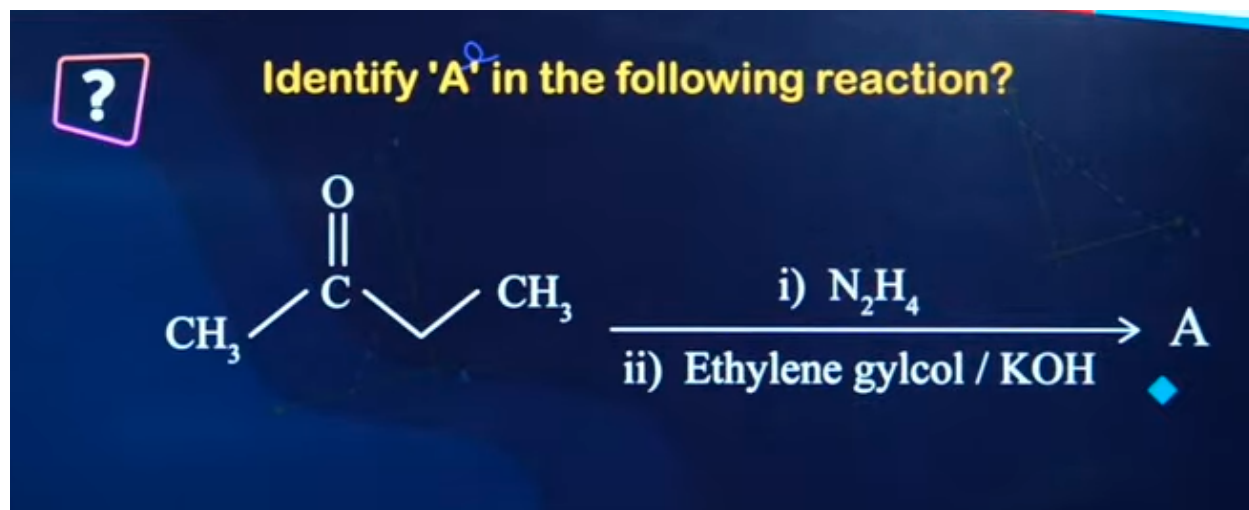 ?
Identify 'A' in the following reaction?
O
C
CH₃
CH₃
i) N₂H₄
ii) Ethylene gylcol / KOH
A